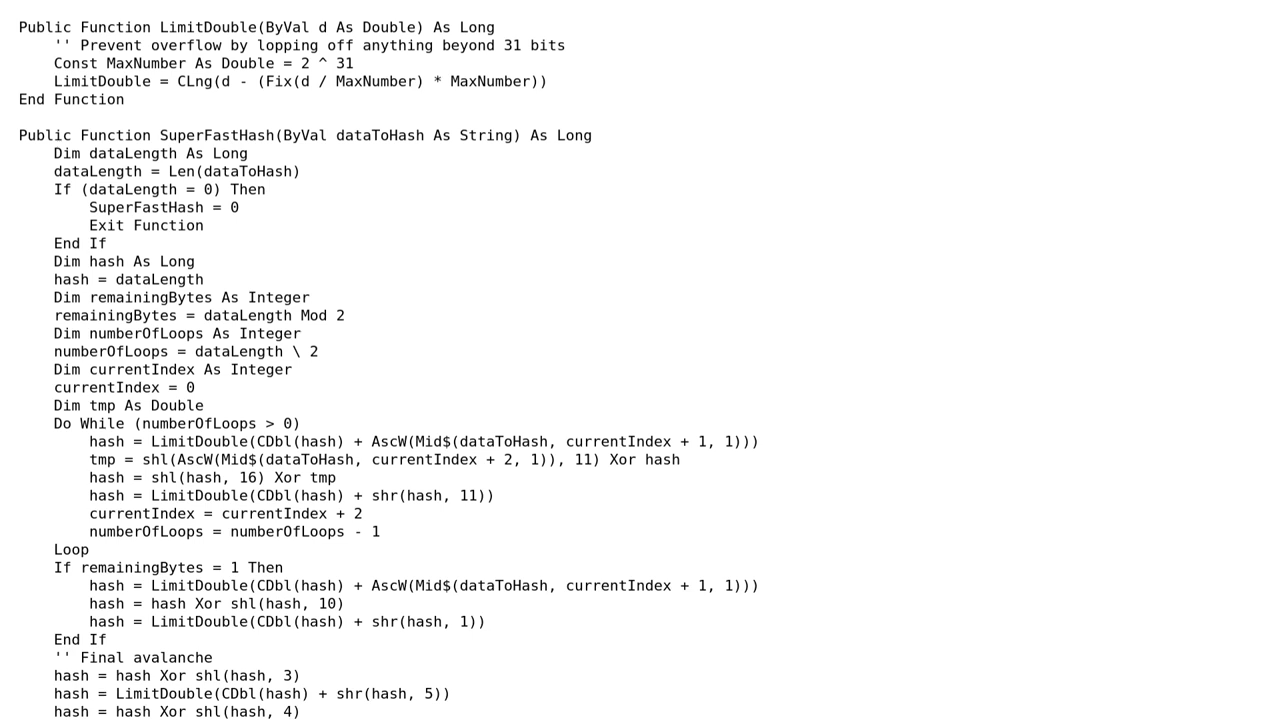 Public Function LimitDouble(ByVal d As Double) As Long
    '' Prevent overflow by lopping off anything beyond 31 bits
    Const MaxNumber As Double = 2 ^ 31
    LimitDouble = CLng(d - (Fix(d / MaxNumber) * MaxNumber))
End Function

Public Function SuperFastHash(ByVal dataToHash As String) As Long
    Dim dataLength As Long
    dataLength = Len(dataToHash)
    If (dataLength = 0) Then
        SuperFastHash = 0
        Exit Function
    End If
    Dim hash As Long
    hash = dataLength
    Dim remainingBytes As Integer
    remainingBytes = dataLength Mod 2
    Dim numberOfLoops As Integer
    numberOfLoops = dataLength \ 2
    Dim currentIndex As Integer
    currentIndex = 0
    Dim tmp As Double
    Do While (numberOfLoops > 0)
        hash = LimitDouble(CDbl(hash) + AscW(Mid$(dataToHash, currentIndex + 1, 1)))
        tmp = shl(AscW(Mid$(dataToHash, currentIndex + 2, 1)), 11) Xor hash
        hash = shl(hash, 16) Xor tmp
        hash = LimitDouble(CDbl(hash) + shr(hash, 11))
        currentIndex = currentIndex + 2
        numberOfLoops = numberOfLoops - 1
    Loop
    If remainingBytes = 1 Then
        hash = LimitDouble(CDbl(hash) + AscW(Mid$(dataToHash, currentIndex + 1, 1)))
        hash = hash Xor shl(hash, 10)
        hash = LimitDouble(CDbl(hash) + shr(hash, 1))
    End If
    '' Final avalanche
    hash = hash Xor shl(hash, 3)
    hash = LimitDouble(CDbl(hash) + shr(hash, 5))
    hash = hash Xor shl(hash, 4)